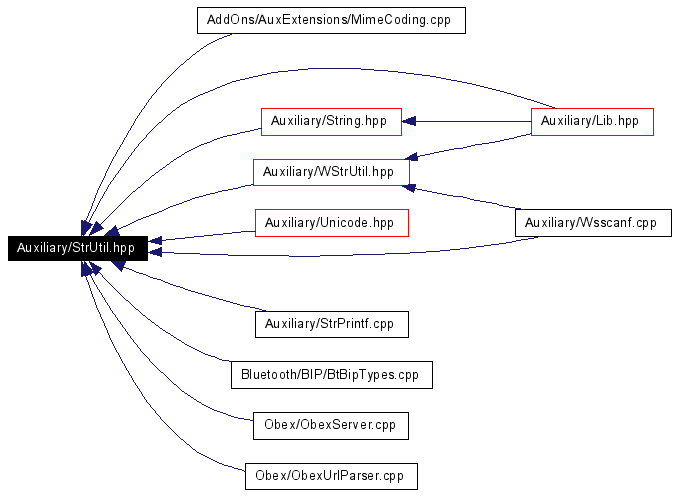 AddOns/AuxExtensions/MimeCoding.cpp
Auxiliary/String.hpp
Auxiliary/Lib.hpp
Auxiliary/WStrUtil.hpp
Auxiliary/Unicode.hpp
Auxiliary/Wsscanf.cpp
Auxiliary/StrUtil.hpp
Auxiliary/StrPrintf.cpp
Bluetooth/BIP/BtBipTypes.cpp
Obex/ObexServer.cpp
Obex/ObexUrlParser.cpp